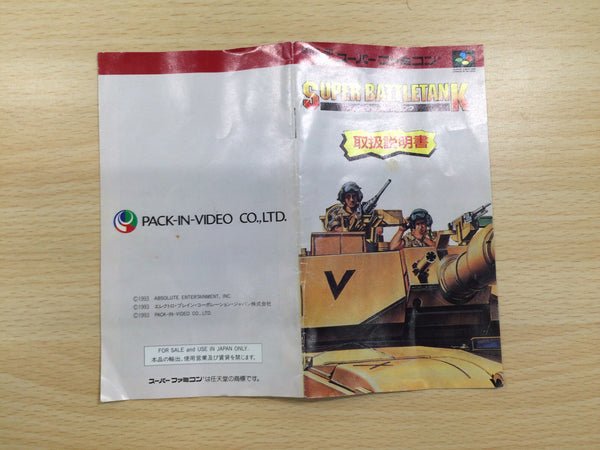 PACK-IN-VIDEO CO.,LTD.
©1993 ABSOLUTE ENTERTAINMENT, INC
©1993 エレクトロ・ブレイン・コーポレーション・ジャパン株式会社
©1993 PACK-IN-VIDEO CO., LTD.
FOR SALE and USE IN JAPAN ONLY.
本品の輸出、使用営業及び賃貸を禁じます。
スーパーファミコンは任天堂の商標です。
スーパーファミコン
SUPER BATTLETANK
取扱説明書
V